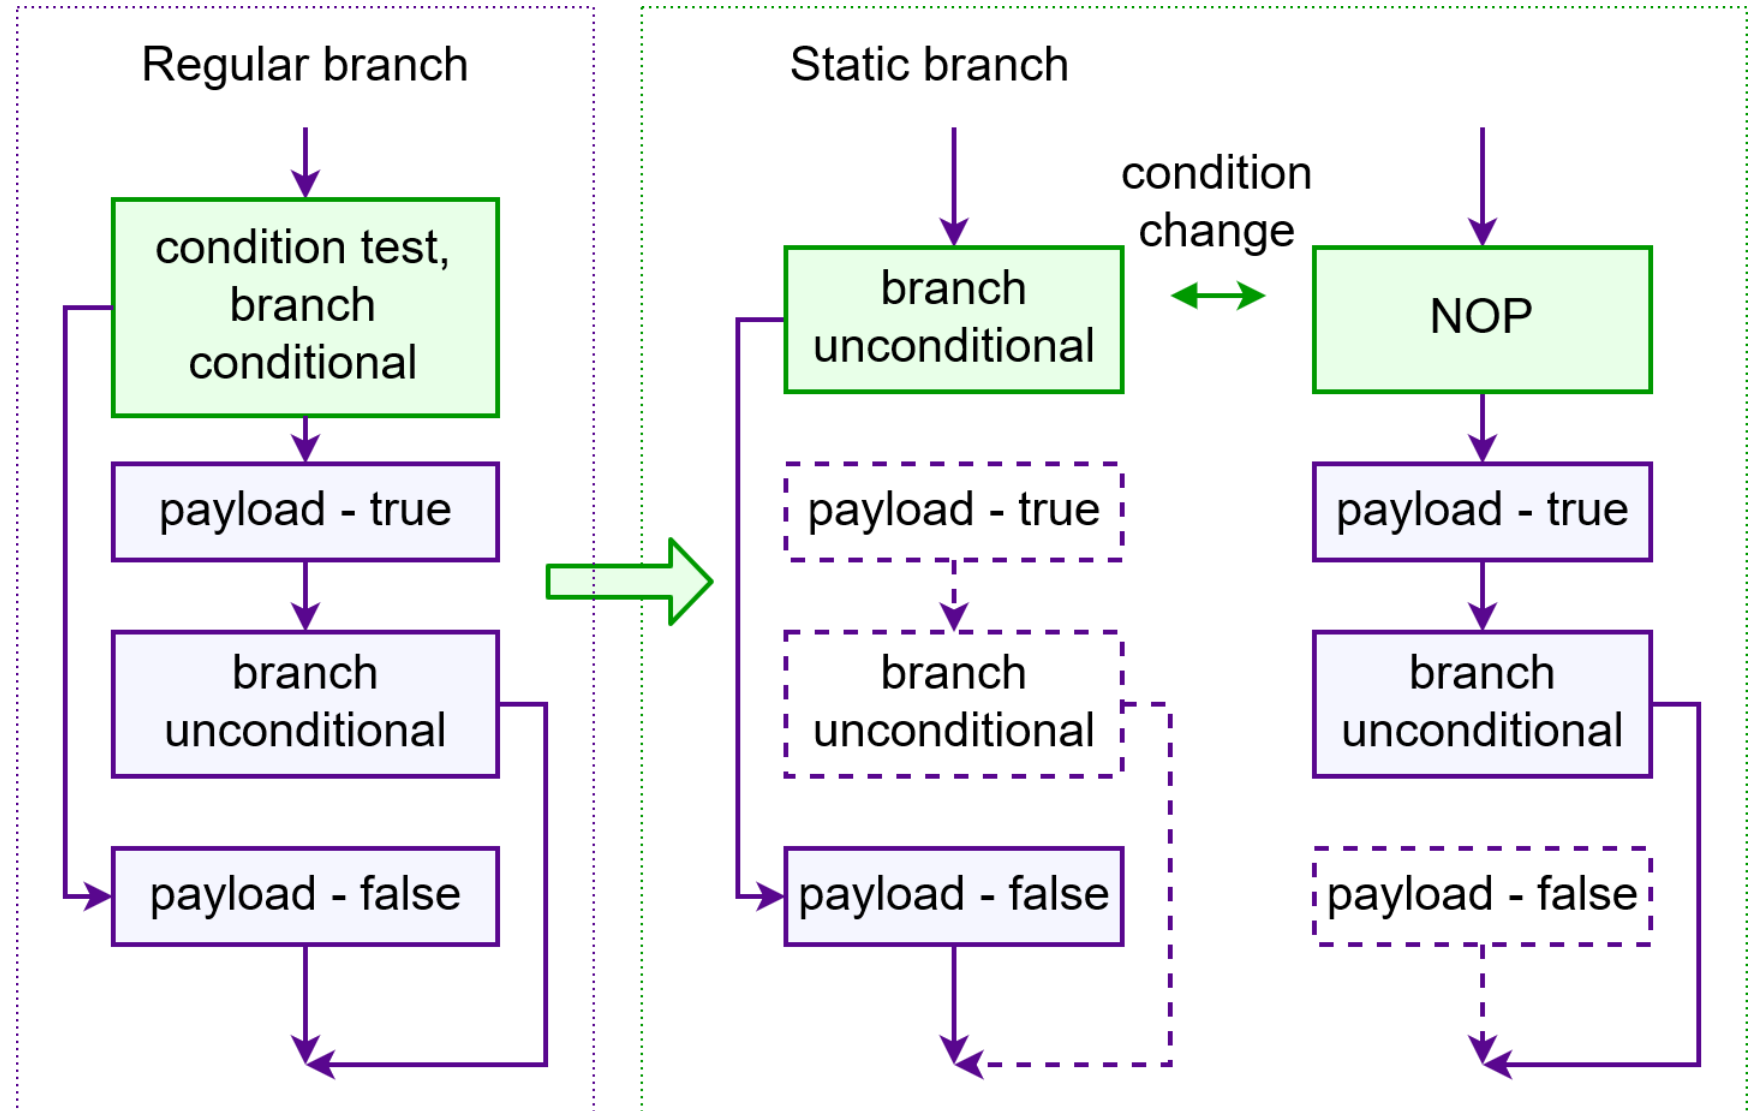 Regular branch
condition test,
branch
conditional
payload - true
branch
unconditional
payload - false
Static branch
condition
change
branch
unconditional
payload - true
branch
unconditional
payload - false
NOP
payload - true
branch
unconditional
payload - false